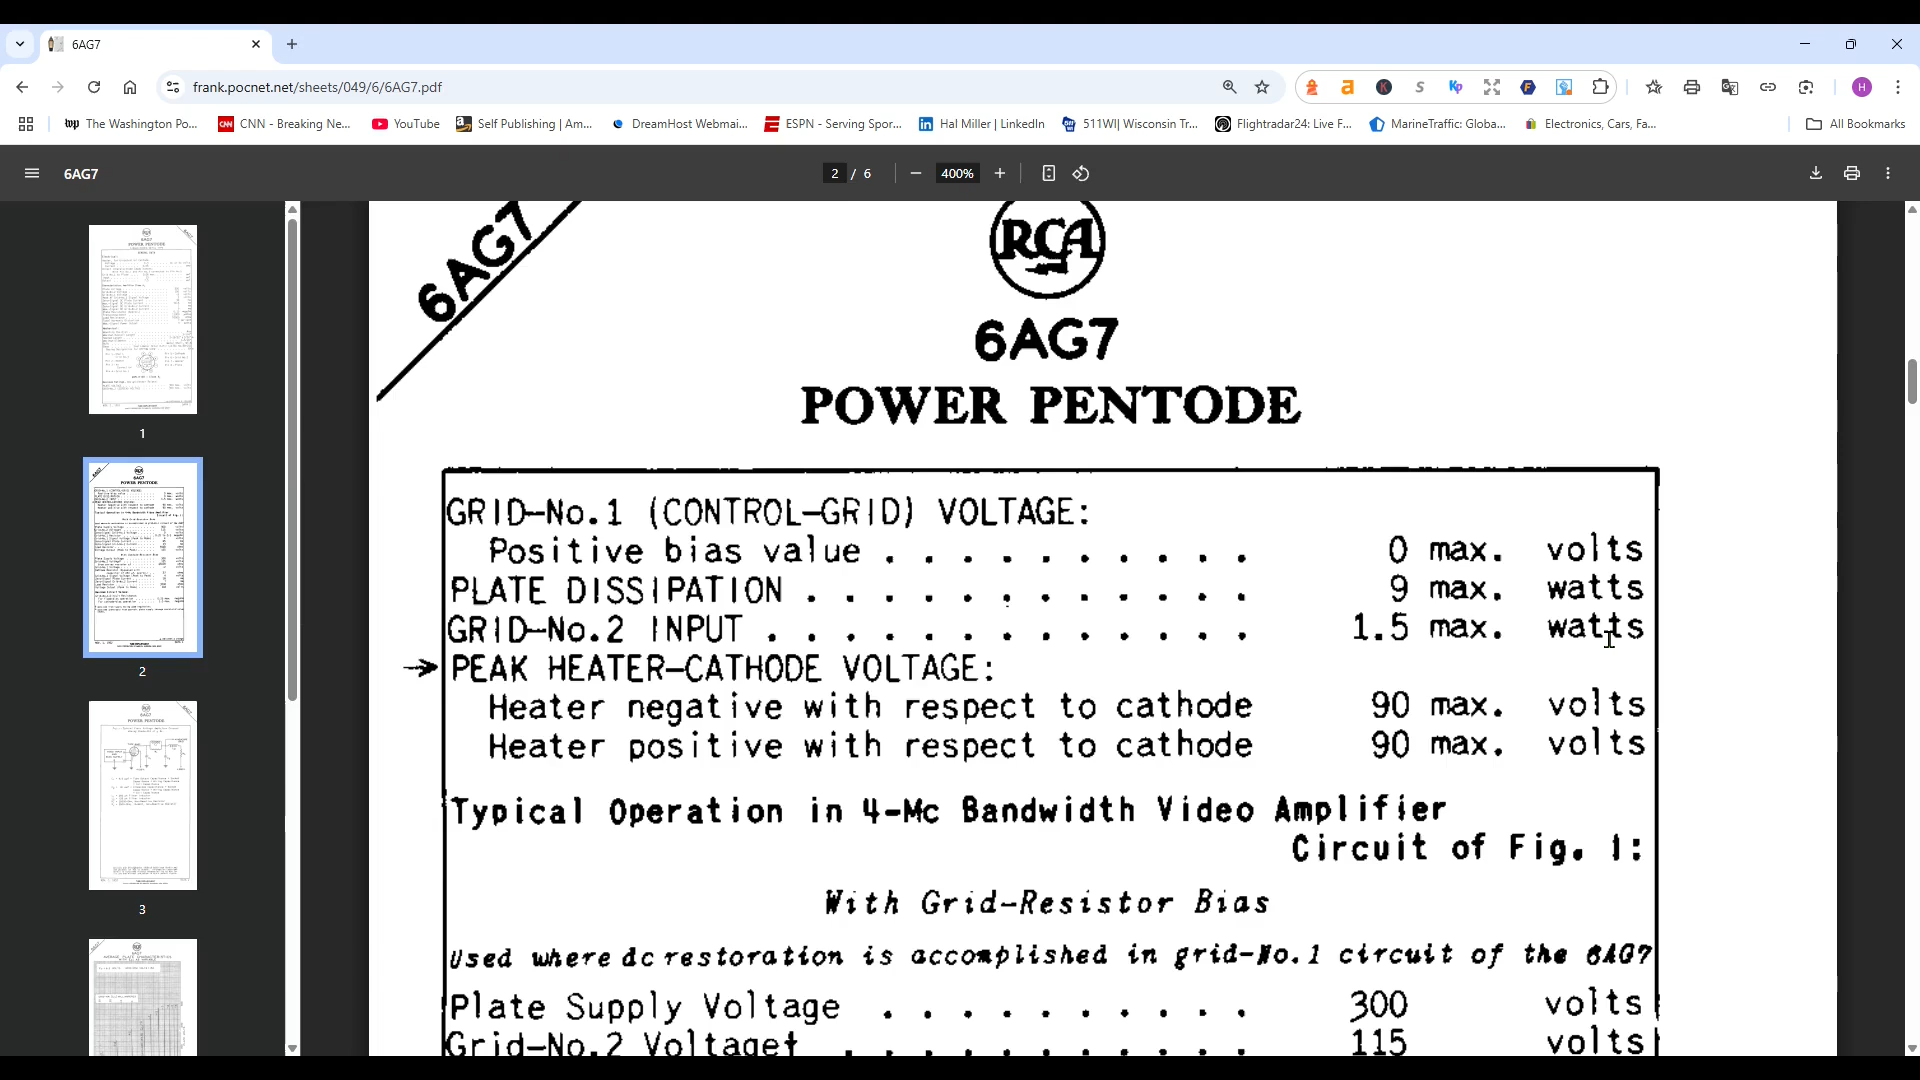 6AG7
frank.pocnet.net/sheets/049/6/6AG7.pdf
The Washington Po...
CNN - Breaking Ne...
YouTube
Self Publishing | Am...
DreamHost Webmai...
ESPN - Serving Spor...
Hal Miller | LinkedIn
511WI| Wisconsin Tr...
Flightradar24: Live F...
MarineTraffic: Globa...
Electronics, Cars, Fa...
All Bookmarks
6AG7
2 / 6
400%
1
2
3
6AG7
RCA
6AG7
POWER PENTODE
GRID-No.1 (CONTROL-GRID) VOLTAGE:
Positive bias value . . . . . . . . . . 0 max. volts
PLATE DISSIPATION . . . . . . . . . . . . 9 max. watts
GRID-No.2 INPUT . . . . . . . . . . . . . 1.5 max. watts
→PEAK HEATER-CATHODE VOLTAGE:
Heater negative with respect to cathode 90 max. volts
Heater positive with respect to cathode 90 max. volts
Typical Operation in 4-Mc Bandwidth Video Amplifier
Circuit of Fig. 1:
With Grid-Resistor Bias
Used where dc restoration is accomplished in grid-No.1 circuit of the 6AG7
Plate Supply Voltage . . . . . . . . . . 300 volts
Grid-No.2 Voltage† . . . . . . . . . . . 115 volts